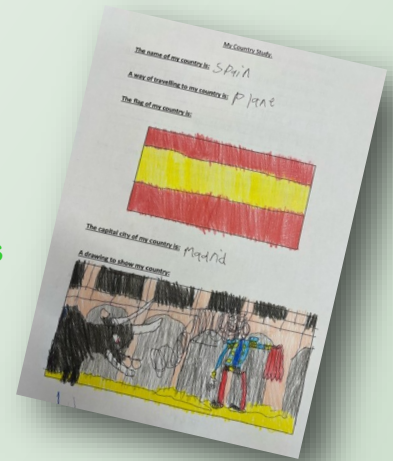 My Country Study.
The name of my country is: Spain
A way of travelling to my country is: Plane
The flag of my country is:
The capital city of my country is: Madrid
A drawing to show my country: